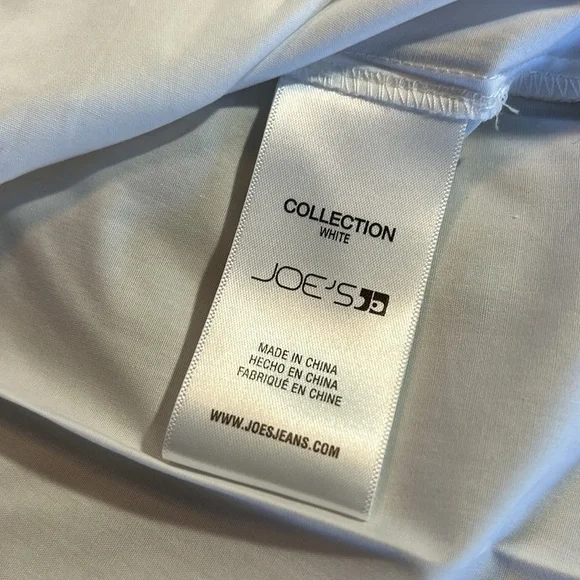 COLLECTION
WHITE
JOE'S
MADE IN CHINA
HECHO EN CHINA
FABRIQUÉ EN CHINE
WWW.JOESJEANS.COM